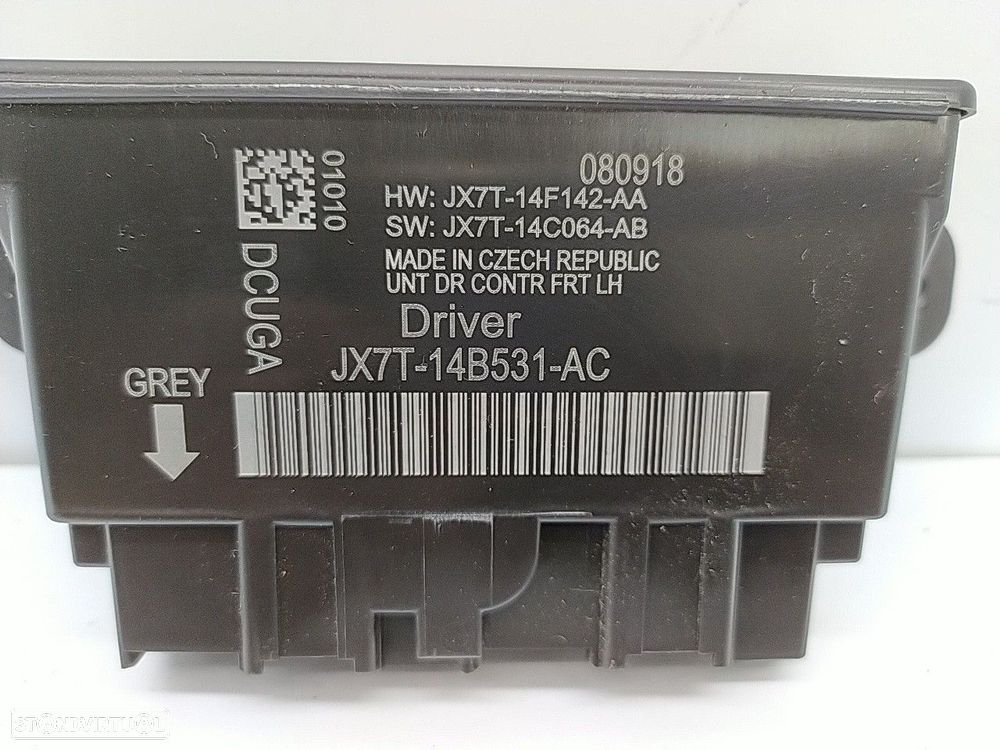 080918
01010
HW: JX7T-14F142-AA
SW: JX7T-14C064-AB
MADE IN CZECH REPUBLIC
UNT DR CONTR FRT LH
DCUGA
Driver
JX7T-14B531-AC
GREY
STANDVIRTUAL